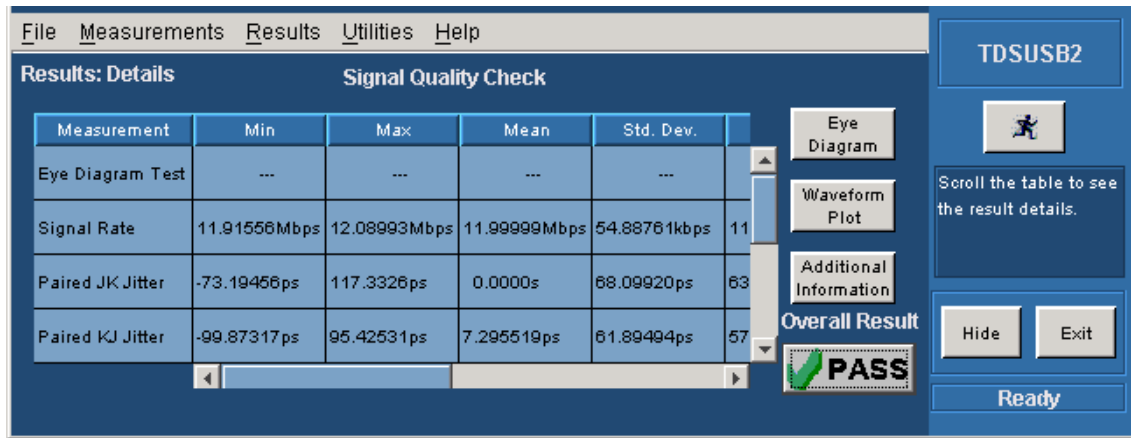 File Measurements Results Utilities Help
Results: Details
Signal Quality Check
Measurement Min Max Mean Std. Dev.
Eye Diagram Test --- --- --- ---
Signal Rate 11.91556Mbps 12.08993Mbps 11.99999Mbps 54.88761kbps 11
Paired JK Jitter -73.19456ps 117.3326ps 0.0000s 68.09920ps 63
Paired KJ Jitter -99.87317ps 95.42531ps 7.295519ps 61.89494ps 57
Eye
Diagram
Waveform
Plot
Additional
Information
Overall Result
PASS
TDSUSB2
Scroll the table to see
the result details.
Hide Exit
Ready